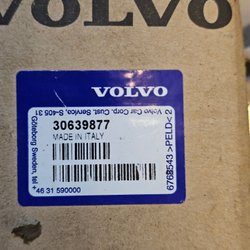 VOLVO
VOLVO
30639877
MADE IN ITALY
Volvo Car Corp. Cust. Service, S-405 31
Göteborg Sweden, tel.
+46 31 590000
>PELD<2